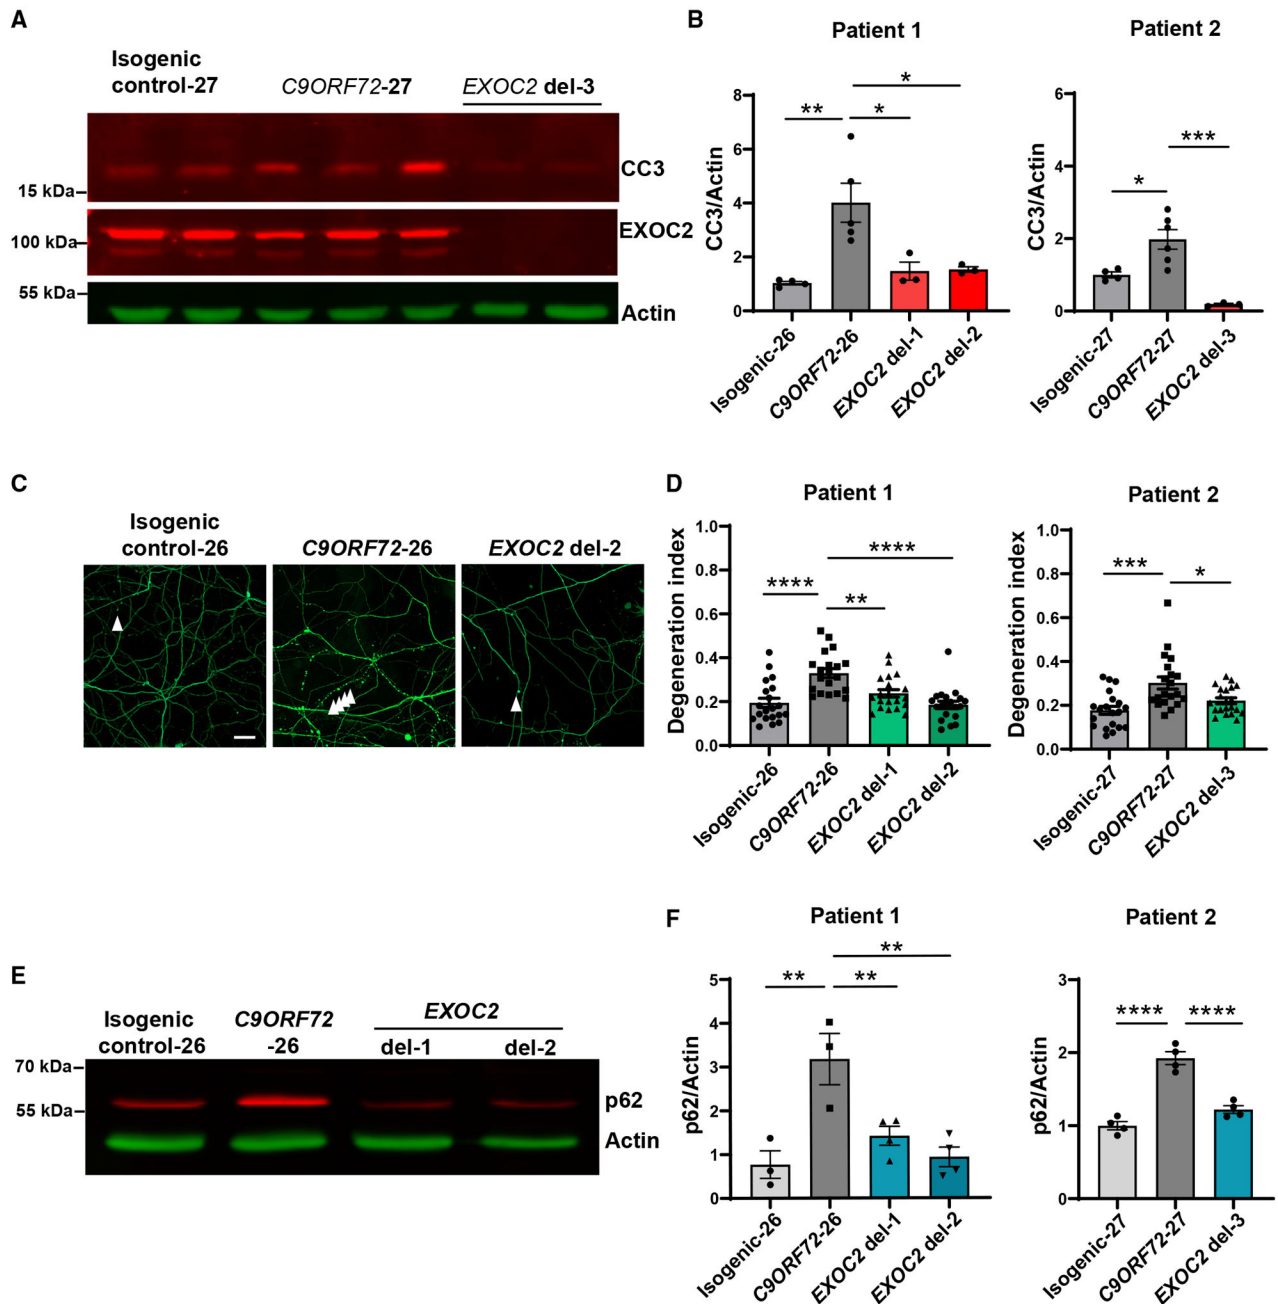 A
Isogenic
control-27
C9ORF72-27
EXOC2 del-3
CC3
15 kDa
EXOC2
100 kDa
55 kDa
Actin
B
Patient 1
Patient 2
CC3/Actin
8
6
4
2
0
**
*
*
Isogenic-26
C9ORF72-26
EXOC2 del-1
EXOC2 del-2
CC3/Actin
6
4
2
0
*
***
Isogenic-27
C9ORF72-27
EXOC2 del-3
C
Isogenic
control-26
C9ORF72-26
EXOC2 del-2
D
Patient 1
Patient 2
Degeneration index
1.0
0.8
0.6
0.4
0.2
0.0
****
**
****
Isogenic-26
C9ORF72-26
EXOC2 del-1
EXOC2 del-2
Degeneration index
1.0
0.8
0.6
0.4
0.2
0.0
***
*
Isogenic-27
C9ORF72-27
EXOC2 del-3
E
Isogenic
control-26
C9ORF72
-26
EXOC2
del-1
del-2
70 kDa
55 kDa
p62
Actin
F
Patient 1
Patient 2
p62/Actin
5
4
3
2
1
0
**
**
**
Isogenic-26
C9ORF72-26
EXOC2 del-1
EXOC2 del-2
p62/Actin
3
2
1
0
****
****
Isogenic-27
C9ORF72-27
EXOC2 del-3